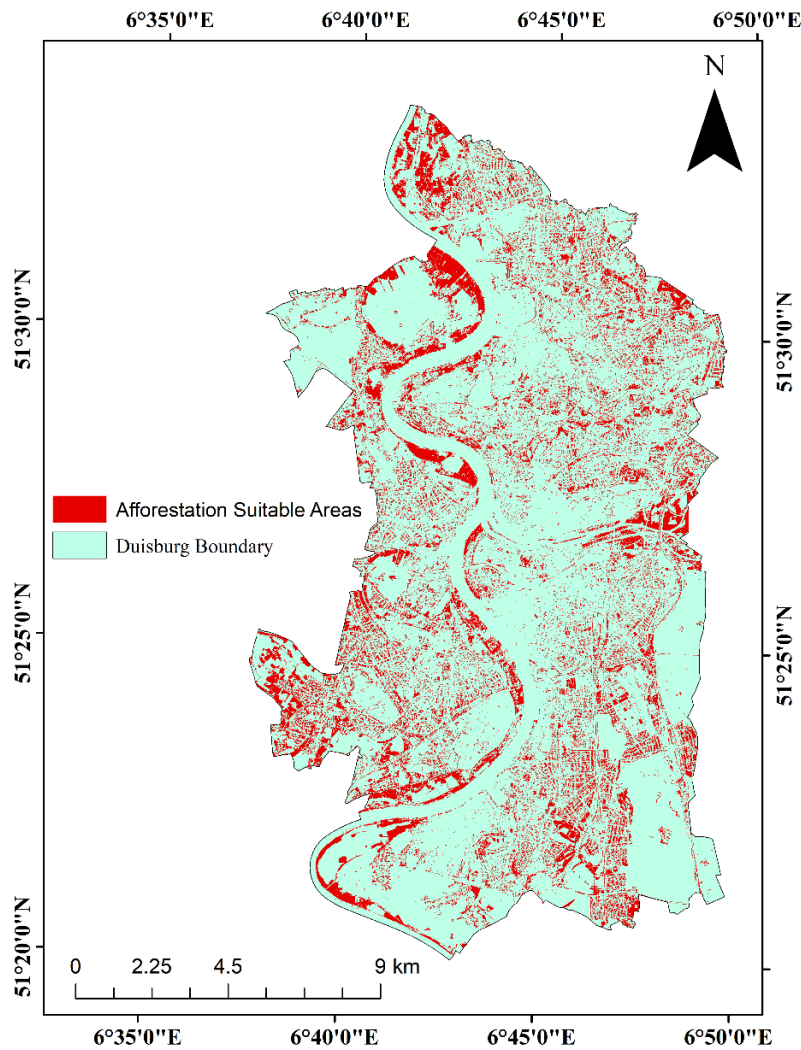 6°35'0"E 6°40'0"E 6°45'0"E 6°50'0"E
N
51°30'0"N
51°30'0"N
Afforestation Suitable Areas
Duisburg Boundary
51°25'0"N
51°25'0"N
51°20'0"N
0 2.25 4.5 9 km
6°35'0"E 6°40'0"E 6°45'0"E 6°50'0"E